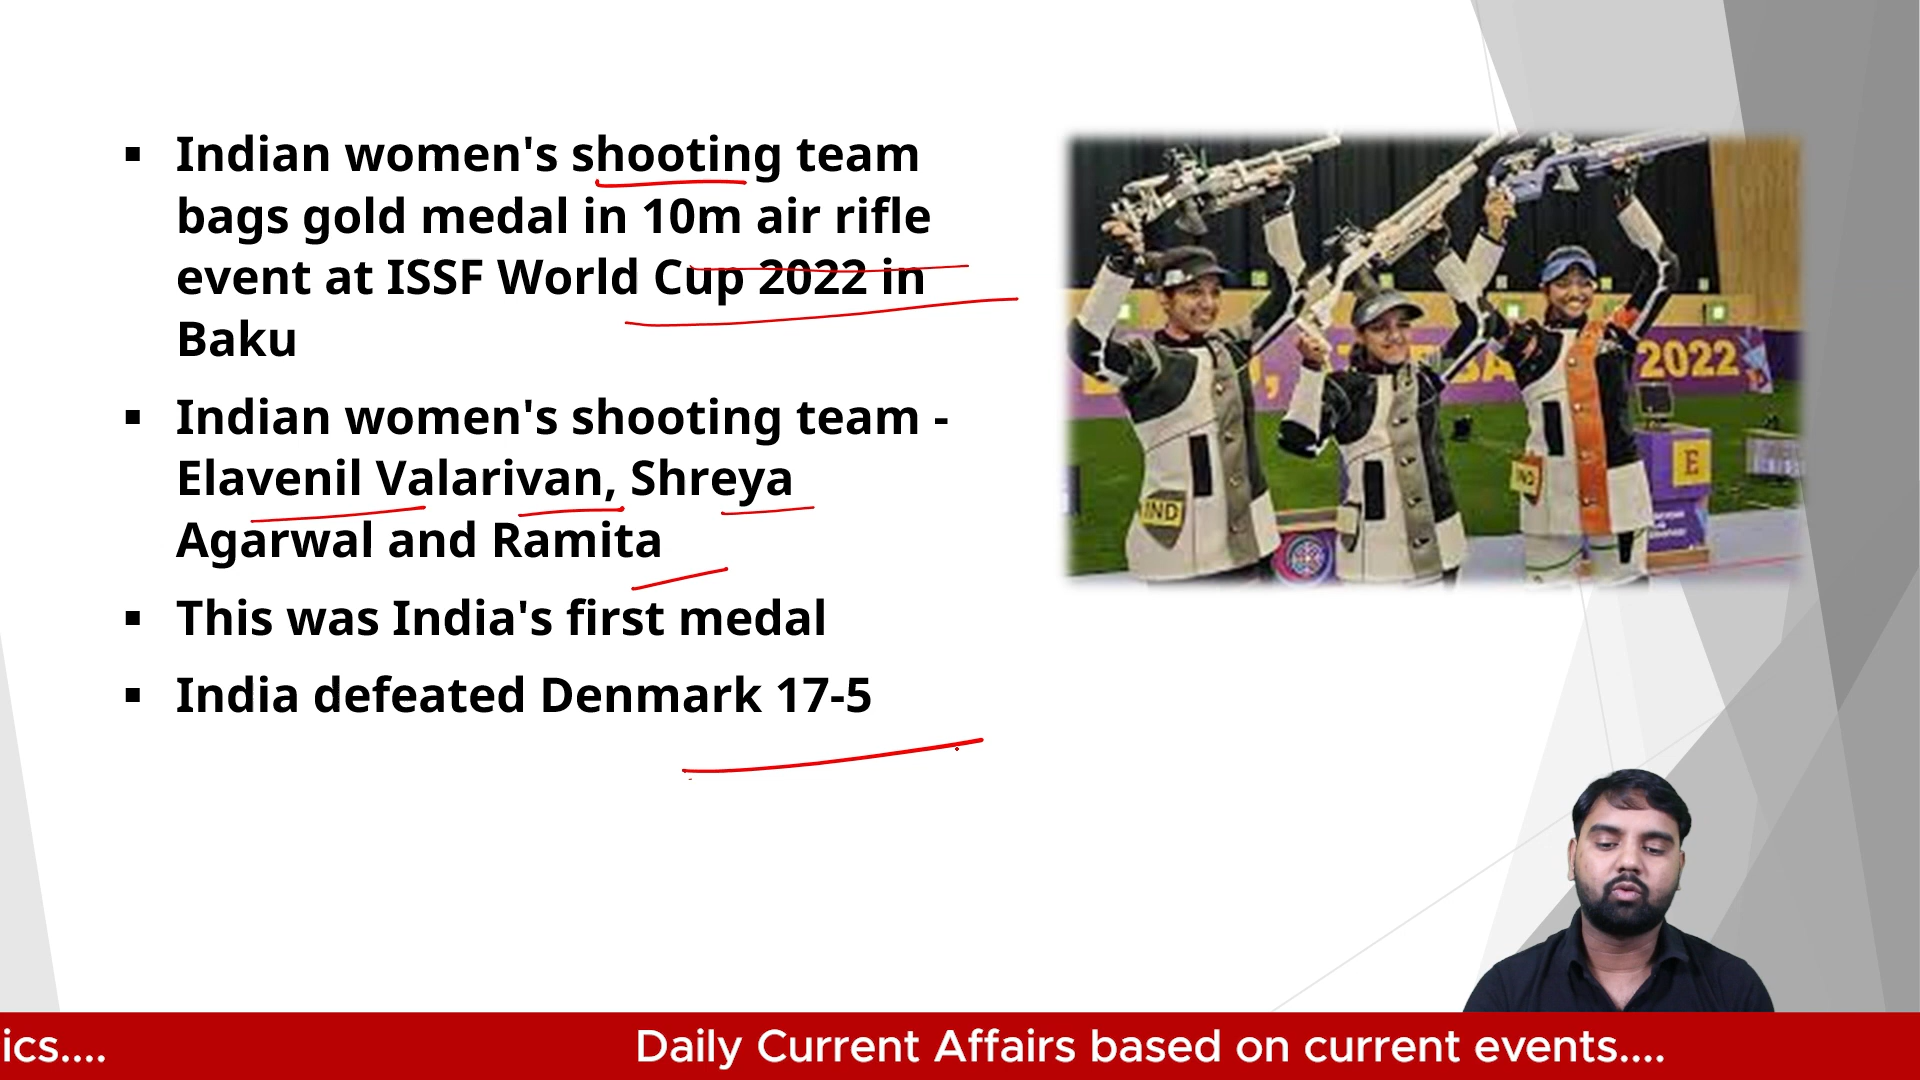 Indian women's shooting team
bags gold medal in 10m air rifle
event at ISSF World Cup 2022 in
Baku
Indian women's shooting team -
Elavenil Valarivan, Shreya
Agarwal and Ramita
This was India's first medal
India defeated Denmark 17-5
2022
E
IND
IND
ics....
Daily Current Affairs based on current events....